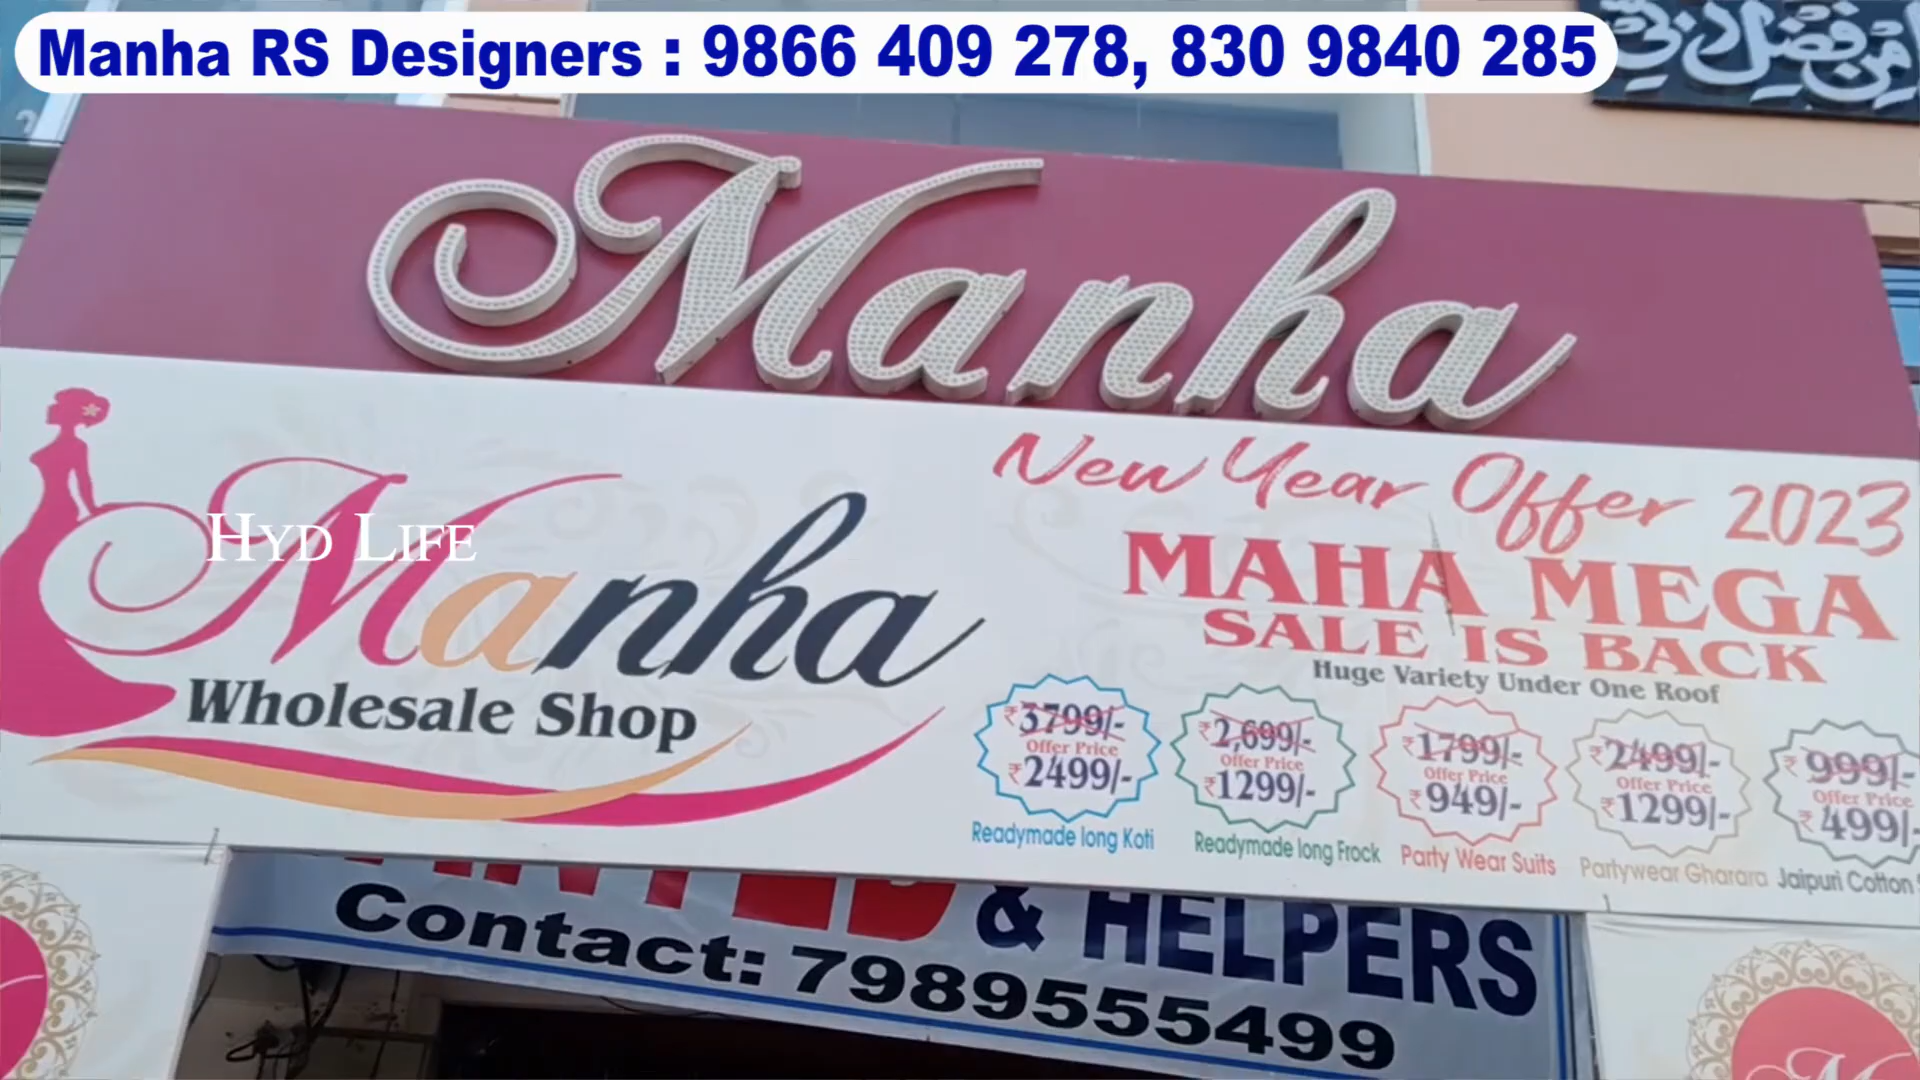 Manha RS Designers : 9866 409 278, 830 9840 285
من فضل ربي
Manha
New Year Offer 2023
MAHA MEGA
SALE IS BACK
Huge Variety Under One Roof
HYD LIFE
Manha
Wholesale Shop
₹3799/-
Offer Price
₹2499/-
Readymade long Koti
₹2,699/-
Offer Price
₹1299/-
Readymade long Frock
₹1799/-
Offer Price
₹949/-
Party Wear Suits
₹2499/-
Offer Price
₹1299/-
Partywear Gharara
₹999/-
Offer Price
₹499/-
Jaipuri Cotton
& HELPERS
Contact: 7989555499